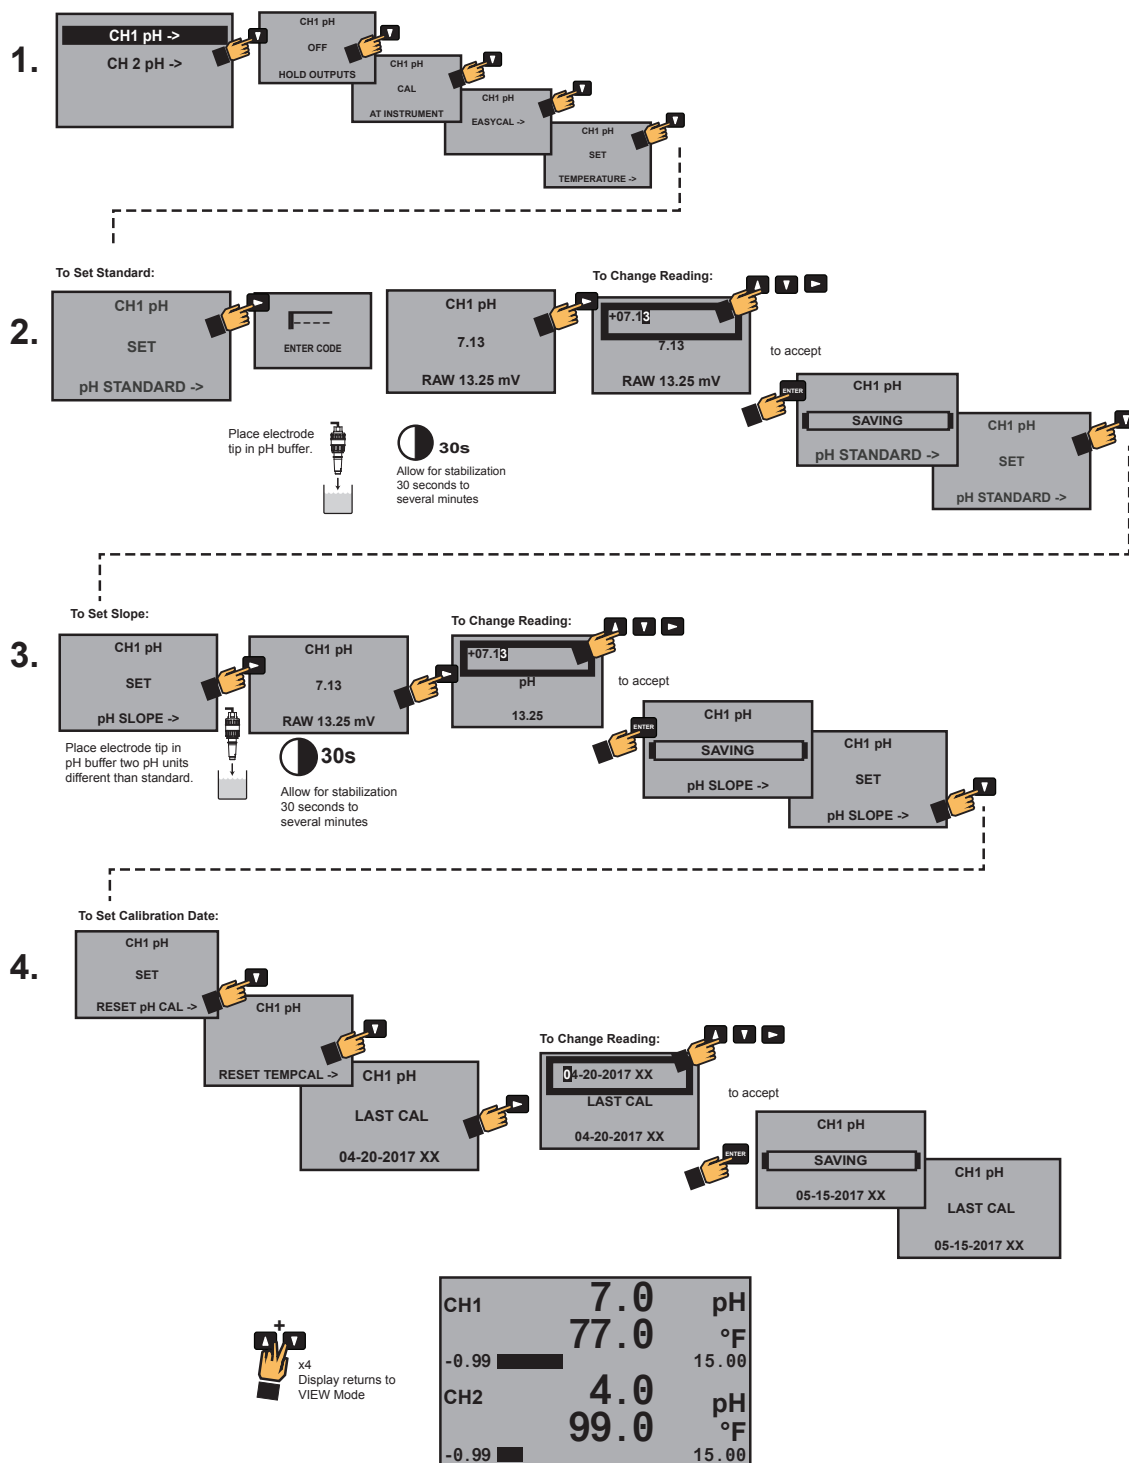 1.
CH1 pH ->
CH 2 pH ->
CH1 pH
OFF
HOLD OUTPUTS
CH1 pH
CAL
AT INSTRUMENT
CH1 pH
EASYCAL ->
CH1 pH
SET
TEMPERATURE ->
2.
To Set Standard:
CH1 pH
SET
pH STANDARD ->
ENTER CODE
CH1 pH
7.13
RAW 13.25 mV
To Change Reading:
+07.13
7.13
RAW 13.25 mV
to accept
ENTER
CH1 pH
SAVING
pH STANDARD ->
CH1 pH
SET
pH STANDARD ->
Place electrode
tip in pH buffer.
30s
Allow for stabilization
30 seconds to
several minutes
3.
To Set Slope:
CH1 pH
SET
pH SLOPE ->
Place electrode tip in
pH buffer two pH units
different than standard.
CH1 pH
7.13
RAW 13.25 mV
30s
Allow for stabilization
30 seconds to
several minutes
To Change Reading:
+07.13
pH
13.25
to accept
ENTER
CH1 pH
SAVING
pH SLOPE ->
CH1 pH
SET
pH SLOPE ->
4.
To Set Calibration Date:
CH1 pH
SET
RESET pH CAL ->
CH1 pH
RESET TEMPCAL ->
CH1 pH
LAST CAL
04-20-2017 XX
To Change Reading:
04-20-2017 XX
LAST CAL
04-20-2017 XX
to accept
ENTER
CH1 pH
SAVING
05-15-2017 XX
CH1 pH
LAST CAL
05-15-2017 XX
+
x4
Display returns to
VIEW Mode
CH1 7.0 pH
77.0 °F
-0.99 15.00
CH2 4.0 pH
99.0 °F
-0.99 15.00